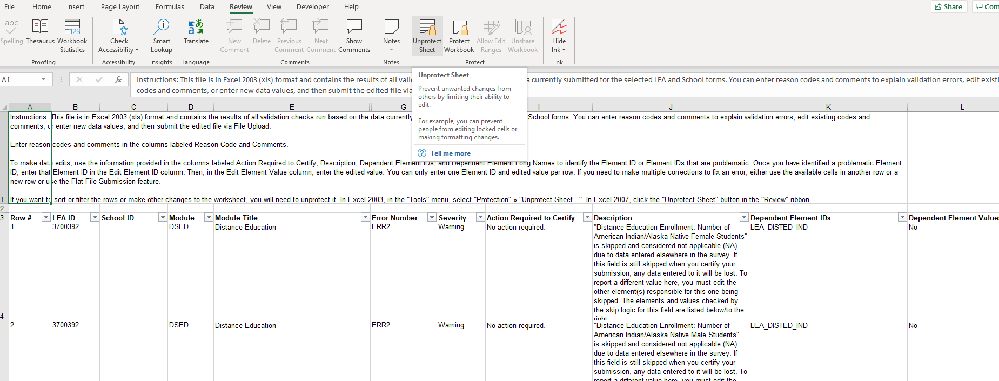 File Home Insert Page Layout Formulas Data Review View Developer Help Share Com
abc 123
Spelling Thesaurus Workbook Statistics
Proofing
Check Accessibility
Accessibility
Smart Lookup
Insights
Translate
Language
New Comment Delete Previous Comment Next Comment Show Comments
Comments
Notes
Notes
Unprotect Sheet Protect Workbook Allow Edit Ranges Unshare Workbook
Protect
Hide Ink
Ink
A1 fx
Instructions: This file is in Excel 2003 (xls) format and contains the results of all vali
a currently submitted for the selected LEA and School forms. You can enter reason codes and comments to explain validation errors, edit existi
codes and comments, or enter new data values, and then submit the edited file via
Unprotect Sheet
Prevent unwanted changes from
others by limiting their ability to
edit.
For example, you can prevent
people from editing locked cells or
making formatting changes.
Tell me more
A B C D E G I J K L
1
Instructions: This file is in Excel 2003 (xls) format and contains the results of all validation checks run based on the data currently
School forms. You can enter reason codes and comments to explain validation errors, edit existing codes and
comments, or enter new data values, and then submit the edited file via File Upload.
Enter reason codes and comments in the columns labeled Reason Code and Comments.
To make data edits, use the information provided in the columns labeled Action Required to Certify, Description, Dependent Element IDs, and Dependent Element Long Names to identify the Element ID or Element IDs that are problematic. Once you have identified a problematic Element
ID, enter that Element ID in the Edit Element ID column. Then, in the Edit Element Value column, enter the edited value. You can only enter one Element ID and edited value per row. If you need to make multiple corrections to fix an error, either use the available cells in another row or a
new row or use the Flat File Submission feature.
If you want to sort or filter the rows or make other changes to the worksheet, you will need to unprotect it. In Excel 2003, in the "Tools" menu, select "Protection" » "Unprotect Sheet...". In Excel 2007, click the "Unprotect Sheet" button in the "Review" ribbon.
2
3 Row # LEA ID School ID Module Module Title Error Number Severity Action Required to Certify Description Dependent Element IDs Dependent Element Value
4
1 3700392 DSED Distance Education ERR2 Warning No action required. "Distance Education Enrollment: Number of LEA_DISTED_IND No
American Indian/Alaska Native Female Students"
is skipped and considered not applicable (NA)
due to data entered elsewhere in the survey. If
this field is still skipped when you certify your
submission, any data entered to it will be lost. To
report a different value here, you must edit the
other element(s) responsible for this one being
skipped. The elements and values checked by
the skip logic for this field are listed below/to the
right.
2 3700392 DSED Distance Education ERR2 Warning No action required. "Distance Education Enrollment: Number of LEA_DISTED_IND No
American Indian/Alaska Native Male Students"
is skipped and considered not applicable (NA)
due to data entered elsewhere in the survey. If
this field is still skipped when you certify your
submission, any data entered to it will be lost. To
report a different value here, you must edit the